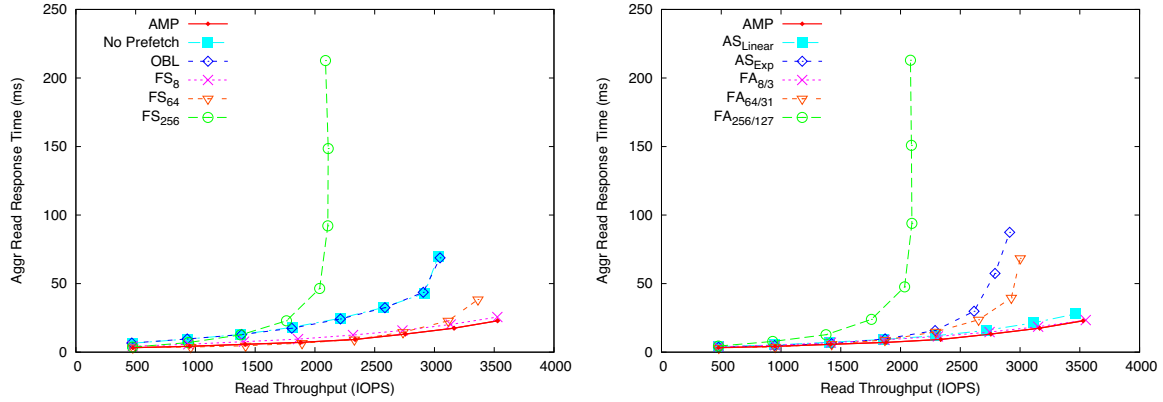 AMP
No Prefetch
OBL
FS8
FS64
FS256
250
200
150
100
50
0
Aggr Read Response Time (ms)
0 500 1000 1500 2000 2500 3000 3500 4000
Read Throughput (IOPS)
AMP
ASLinear
ASExp
FA8/3
FA64/31
FA256/127
250
200
150
100
50
0
Aggr Read Response Time (ms)
0 500 1000 1500 2000 2500 3000 3500 4000
Read Throughput (IOPS)